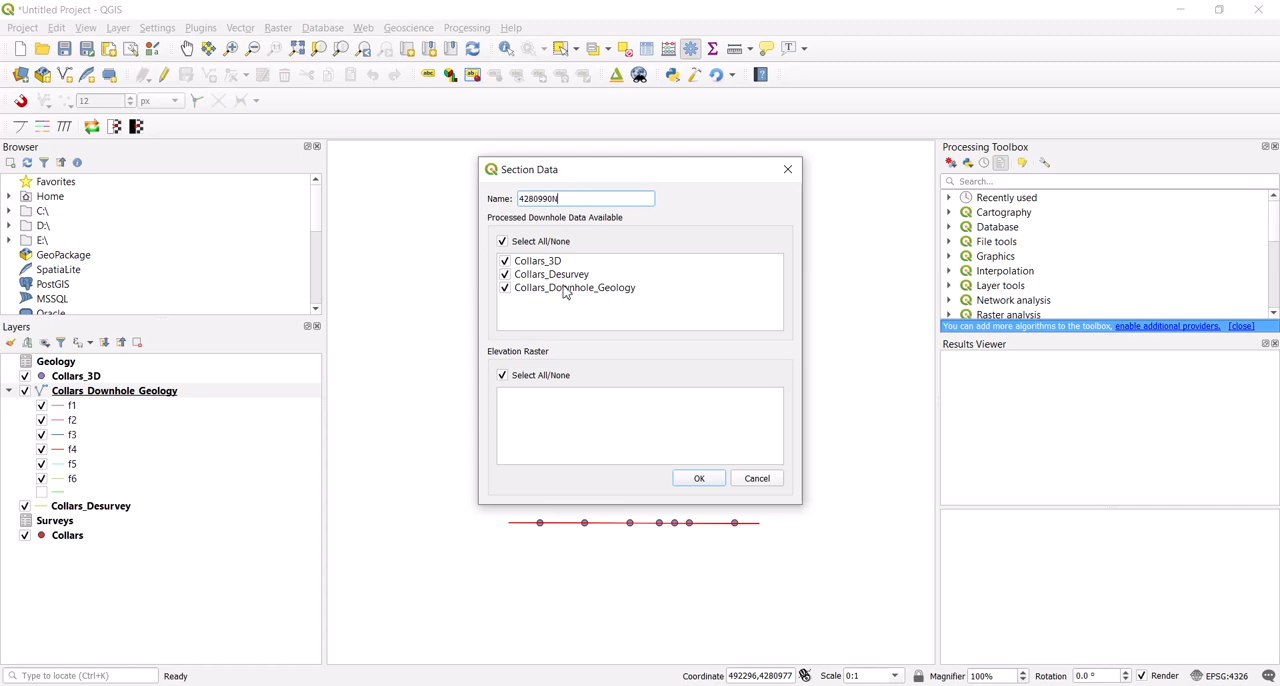 *Untitled Project - QGIS
Project Edit View Layer Settings Plugins Vector Raster Database Web Geoscience Processing Help
abc abc
12 px
Browser
Favorites
Home
C:\
D:\
E:\
GeoPackage
SpatiaLite
PostGIS
MSSQL
Oracle
Layers
Geology
Collars_3D
Collars_Downhole_Geology
f1
f2
f3
f4
f5
f6
Collars_Desurvey
Surveys
Collars
Section Data
Name: 4280990N
Processed Downhole Data Available
Select All/None
Collars_3D
Collars_Desurvey
Collars_Downhole_Geology
Elevation Raster
Select All/None
OK Cancel
Processing Toolbox
Search...
Recently used
Cartography
Database
File tools
Graphics
Interpolation
Layer tools
Network analysis
Raster analysis
You can add more algorithms to the toolbox, enable additional providers. [close]
Results Viewer
Type to locate (Ctrl+K) Ready Coordinate 492296,4280977 Scale 0:1 Magnifier 100% Rotation 0.0 ° Render EPSG:4326